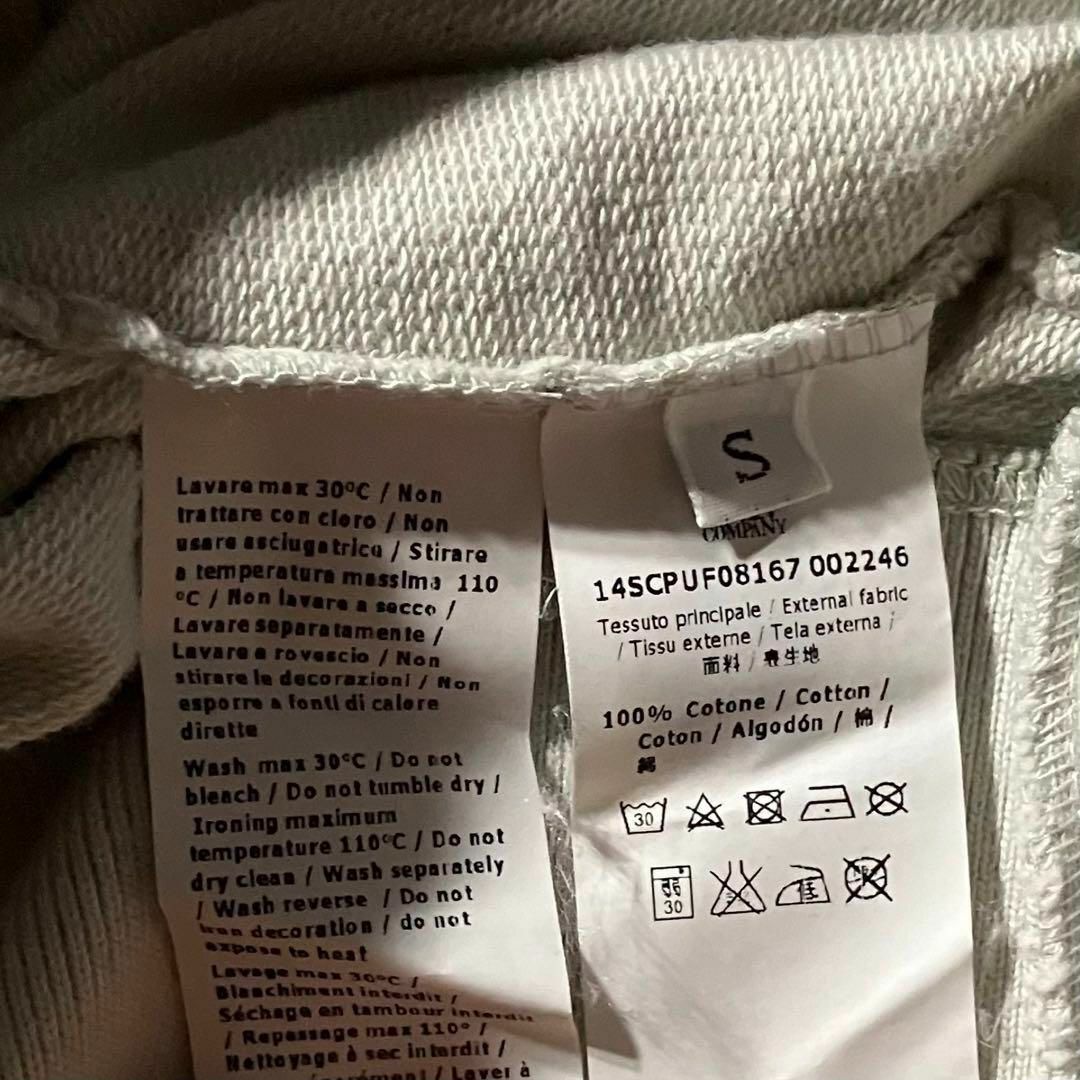 Lavare max 30°C / Non
trattare con cloro / Non
usare asciugatrice / Stirare
a temperatura massima 110
°C / Non lavare a secco /
Lavare separatamente /
Lavare a rovescio / Non
stirare le decorazioni / Non
esporre a fonti di calore
dirette
Wash max 30°C / Do not
bleach / Do not tumble dry /
Ironing maximum
temperature 110°C / Do not
dry clean / Wash separately
/ Wash reverse / Do not
iron decoration / do not
expose to heat
Lavage max 30°C /
Blanchiment interdit /
Séchage en tambour interdit
/ Repassage max 110° /
Nettoyage à sec interdit /
/ Laver à
S
COMPANY
14SCPUF08167 002246
Tessuto principale / External fabric
/ Tissu externe / Tela externa /
面料 / 表生地
100% Cotone / Cotton /
Coton / Algodón / 棉 /
綿
30
30
低